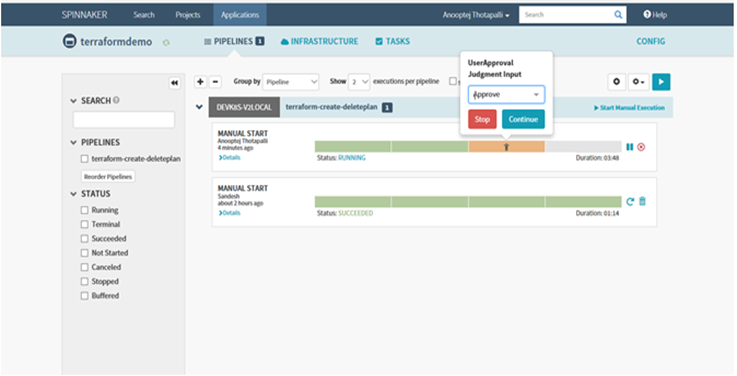 SPINNAKER Search Projects Applications Anooptej Thotapalli Search Help
terraformdemo PIPELINES 1 INFRASTRUCTURE TASKS CONFIG
UserApproval
Judgment Input
Approve
Stop Continue
Group by Pipeline Show 2 executions per pipeline
SEARCH
PIPELINES
terraform-create-deleteplan
Reorder Pipelines
STATUS
Running
Terminal
Succeeded
Not Started
Canceled
Stopped
Buffered
DEVK8S-V2LOCAL terraform-create-deleteplan 1 Start Manual Execution
MANUAL START
Anooptej Thotapalli
4 minutes ago
Details Status: RUNNING Duration: 03:48
MANUAL START
Sandesh
about 2 hours ago
Details Status: SUCCEEDED Duration: 01:14